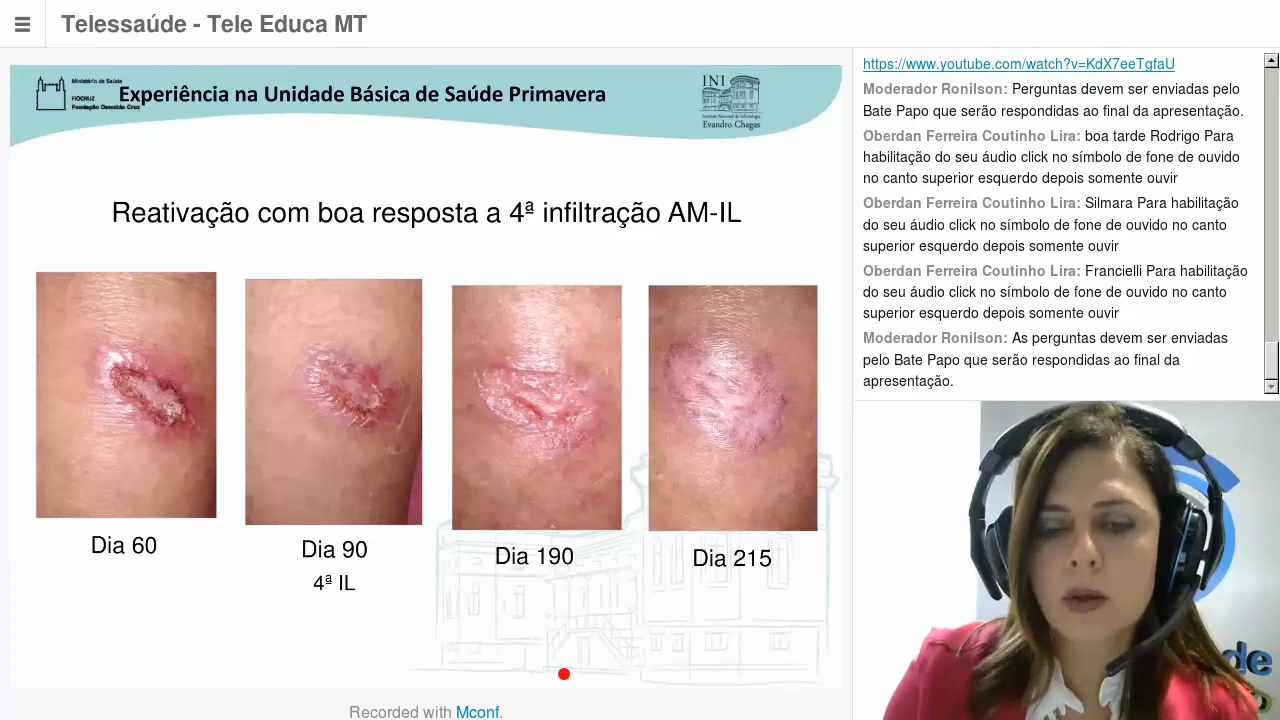 Telessaúde - Tele Educa MT
Ministério da Saúde
FIOCRUZ
Fundação Oswaldo Cruz
Experiência na Unidade Básica de Saúde Primavera
INI
Evandro Chagas
Reativação com boa resposta a 4ª infiltração AM-IL
Dia 60
Dia 90
4ª IL
Dia 190
Dia 215
Recorded with Mconf.
https://www.youtube.com/watch?v=KdX7eeTgfaU
Moderador Ronilson: Perguntas devem ser enviadas pelo
Bate Papo que serão respondidas ao final da apresentação.
Oberdan Ferreira Coutinho Lira: boa tarde Rodrigo Para
habilitação do seu áudio click no símbolo de fone de ouvido
no canto superior esquerdo depois somente ouvir
Oberdan Ferreira Coutinho Lira: Silmara Para habilitação
do seu áudio click no símbolo de fone de ouvido no canto
superior esquerdo depois somente ouvir
Oberdan Ferreira Coutinho Lira: Francielli Para habilitação
do seu áudio click no símbolo de fone de ouvido no canto
superior esquerdo depois somente ouvir
Moderador Ronilson: As perguntas devem ser enviadas
pelo Bate Papo que serão respondidas ao final da
apresentação.
de